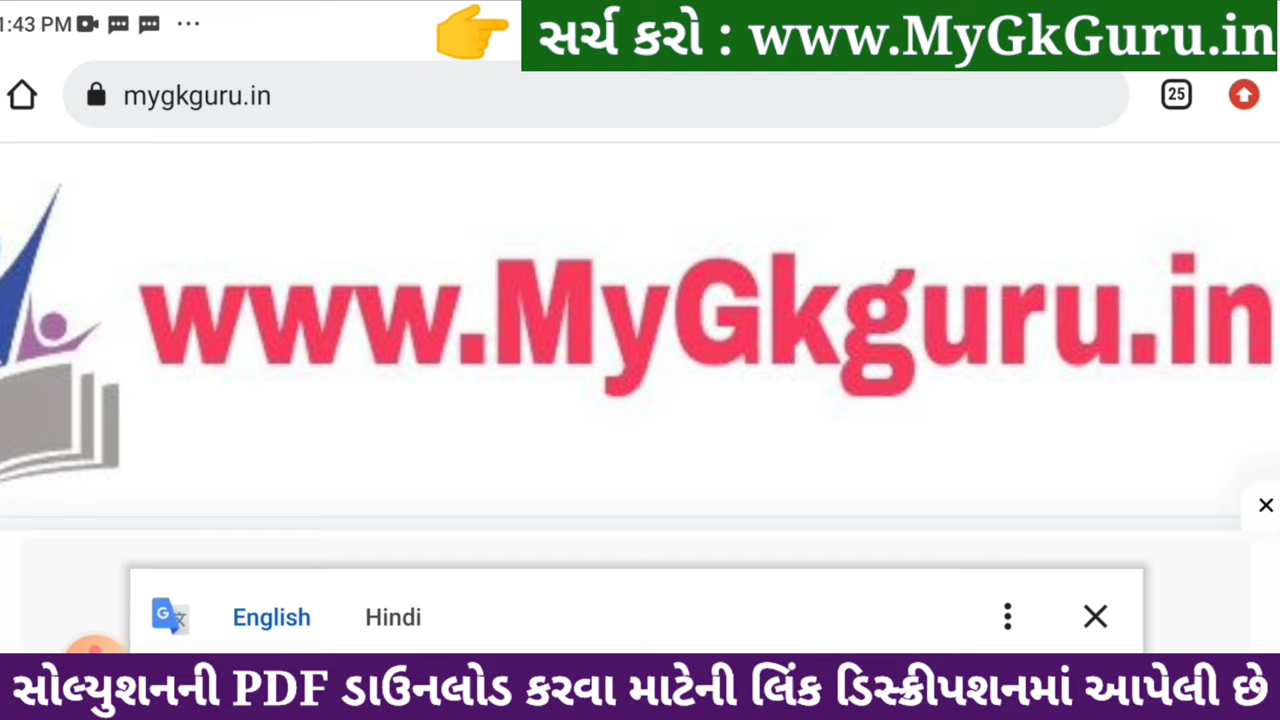 1:43 PM
સર્ચ કરો : www.MyGkGuru.in
mygkguru.in
25
www.MyGkguru.in
English Hindi
સોલ્યુશનની PDF ડાઉનલોડ કરવા માટેની લિંક ડિસ્ક્રીપશનમાં આપેલી છે